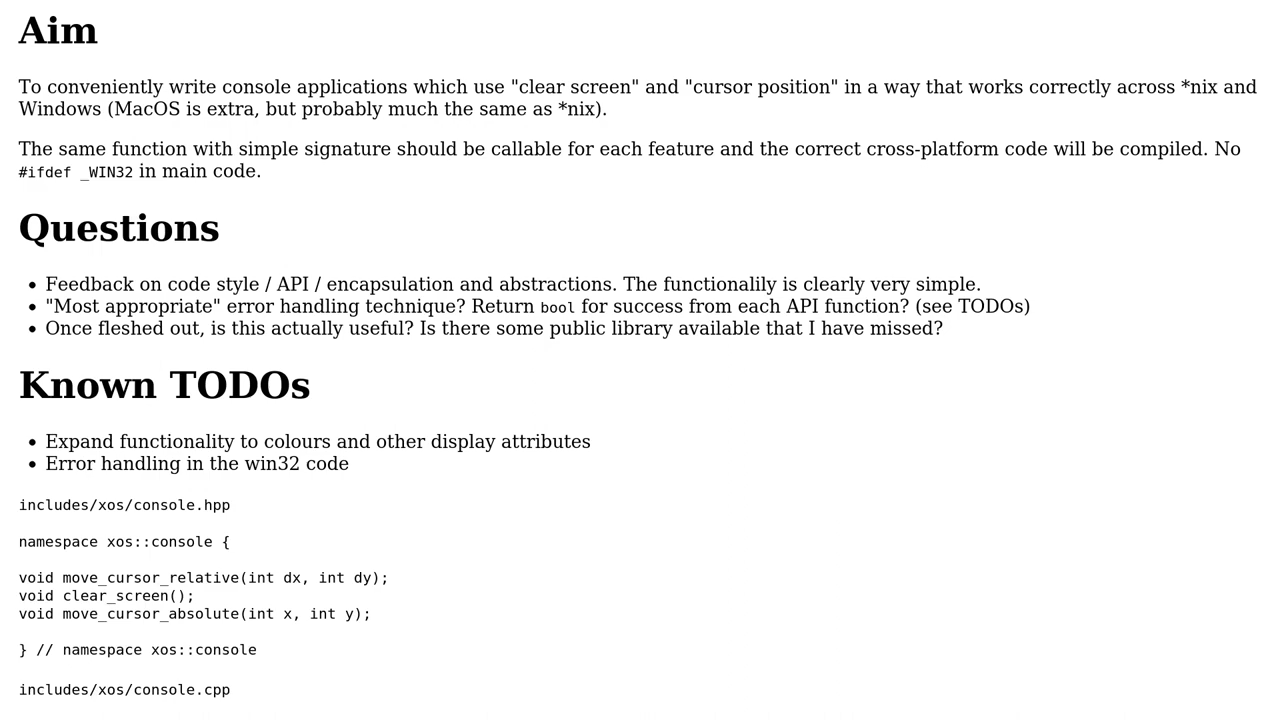 Aim
To conveniently write console applications which use "clear screen" and "cursor position" in a way that works correctly across *nix and
Windows (MacOS is extra, but probably much the same as *nix).
The same function with simple signature should be callable for each feature and the correct cross-platform code will be compiled. No
#ifdef _WIN32 in main code.
Questions
• Feedback on code style / API / encapsulation and abstractions. The functionalily is clearly very simple.
• "Most appropriate" error handling technique? Return bool for success from each API function? (see TODOs)
• Once fleshed out, is this actually useful? Is there some public library available that I have missed?
Known TODOs
• Expand functionality to colours and other display attributes
• Error handling in the win32 code
includes/xos/console.hpp
namespace xos::console {
void move_cursor_relative(int dx, int dy);
void clear_screen();
void move_cursor_absolute(int x, int y);
} // namespace xos::console
includes/xos/console.cpp